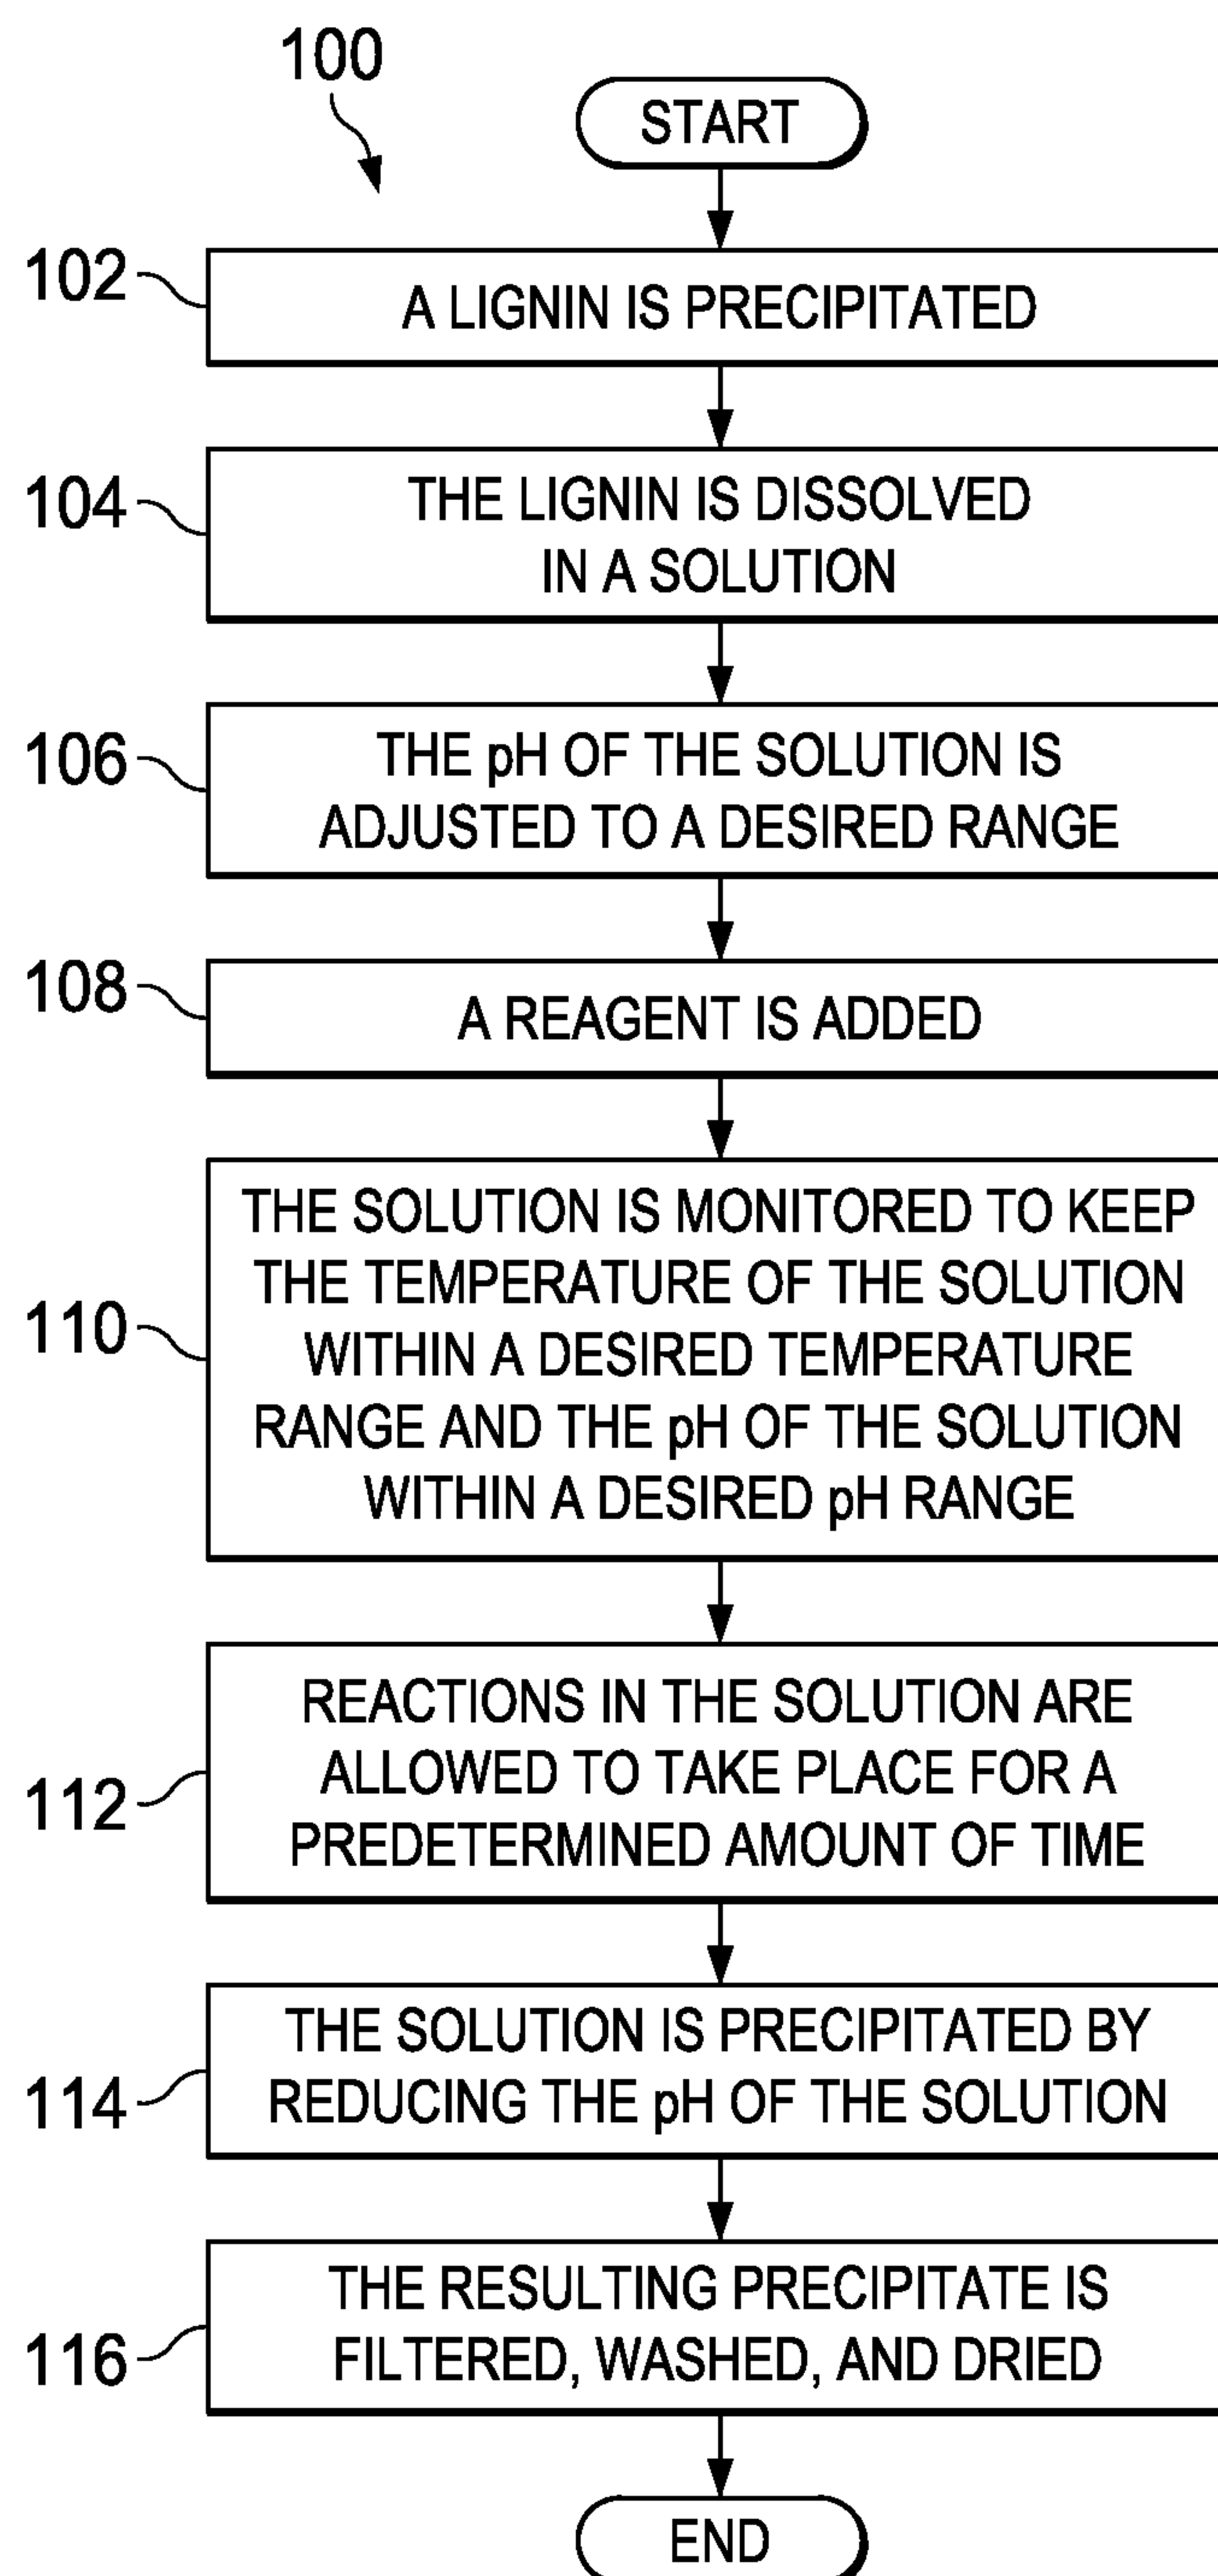 100
START
102
A LIGNIN IS PRECIPITATED
104
THE LIGNIN IS DISSOLVED
IN A SOLUTION
106
THE pH OF THE SOLUTION IS
ADJUSTED TO A DESIRED RANGE
108
A REAGENT IS ADDED
110
THE SOLUTION IS MONITORED TO KEEP
THE TEMPERATURE OF THE SOLUTION
WITHIN A DESIRED TEMPERATURE
RANGE AND THE pH OF THE SOLUTION
WITHIN A DESIRED pH RANGE
112
REACTIONS IN THE SOLUTION ARE
ALLOWED TO TAKE PLACE FOR A
PREDETERMINED AMOUNT OF TIME
114
THE SOLUTION IS PRECIPITATED BY
REDUCING THE pH OF THE SOLUTION
116
THE RESULTING PRECIPITATE IS
FILTERED, WASHED, AND DRIED
END